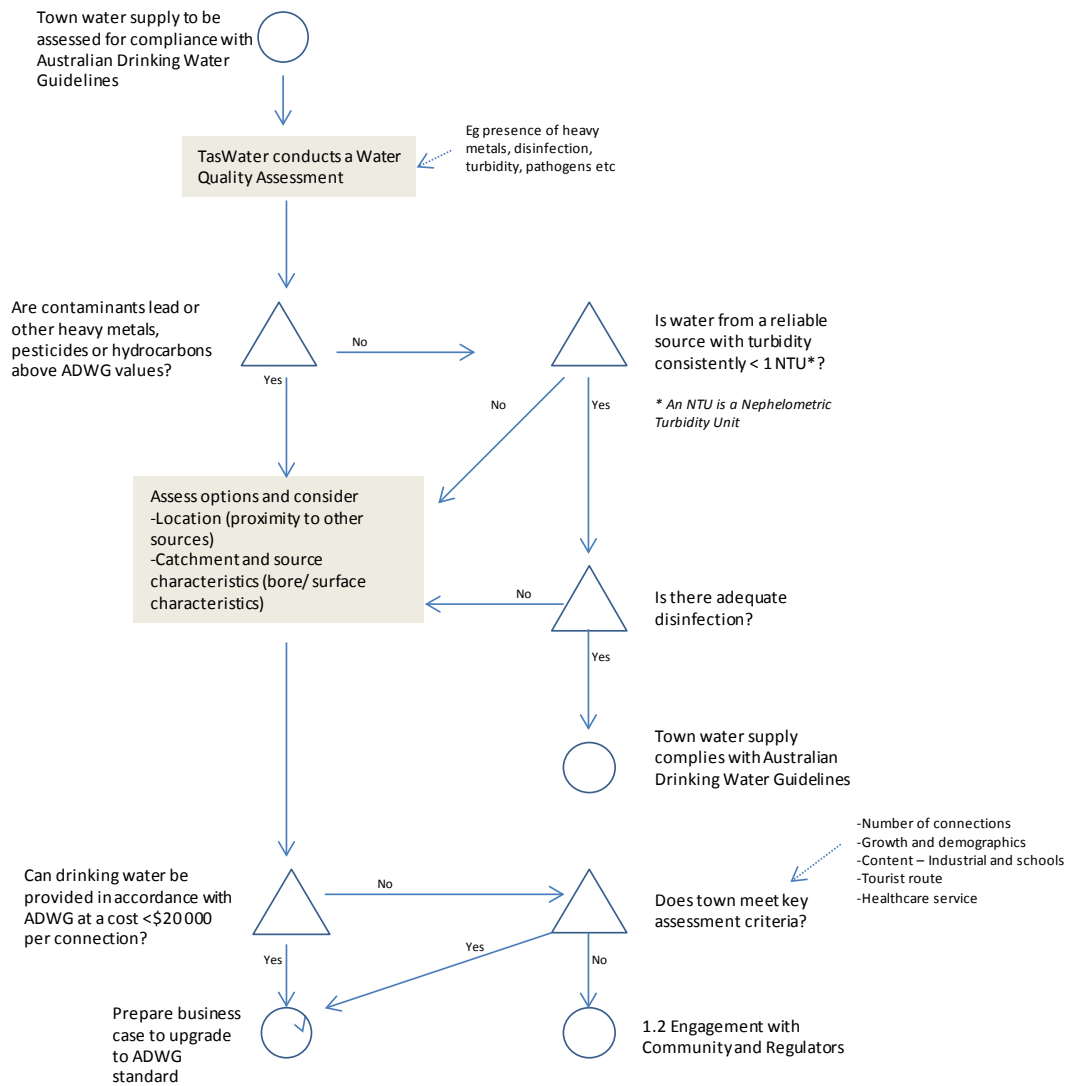 Town water supply to be
assessed for compliance with
Australian Drinking Water
Guidelines
TasWater conducts a Water
Quality Assessment
Eg presence of heavy
metals, disinfection,
turbidity, pathogens etc
Are contaminants lead or
other heavy metals,
pesticides or hydrocarbons
above ADWG values?
No
Yes
Is water from a reliable
source with turbidity
consistently < 1 NTU*?
* An NTU is a Nephelometric
Turbidity Unit
No
Yes
Assess options and consider
-Location (proximity to other
sources)
-Catchment and source
characteristics (bore/ surface
characteristics)
No
Is there adequate
disinfection?
Yes
Town water supply
complies with Australian
Drinking Water Guidelines
-Number of connections
-Growth and demographics
-Content – Industrial and schools
-Tourist route
-Healthcare service
Can drinking water be
provided in accordance with
ADWG at a cost <$20 000
per connection?
No
Does town meet key
assessment criteria?
Yes
Yes
No
Prepare business
case to upgrade
to ADWG
standard
1.2 Engagement with
Community and Regulators